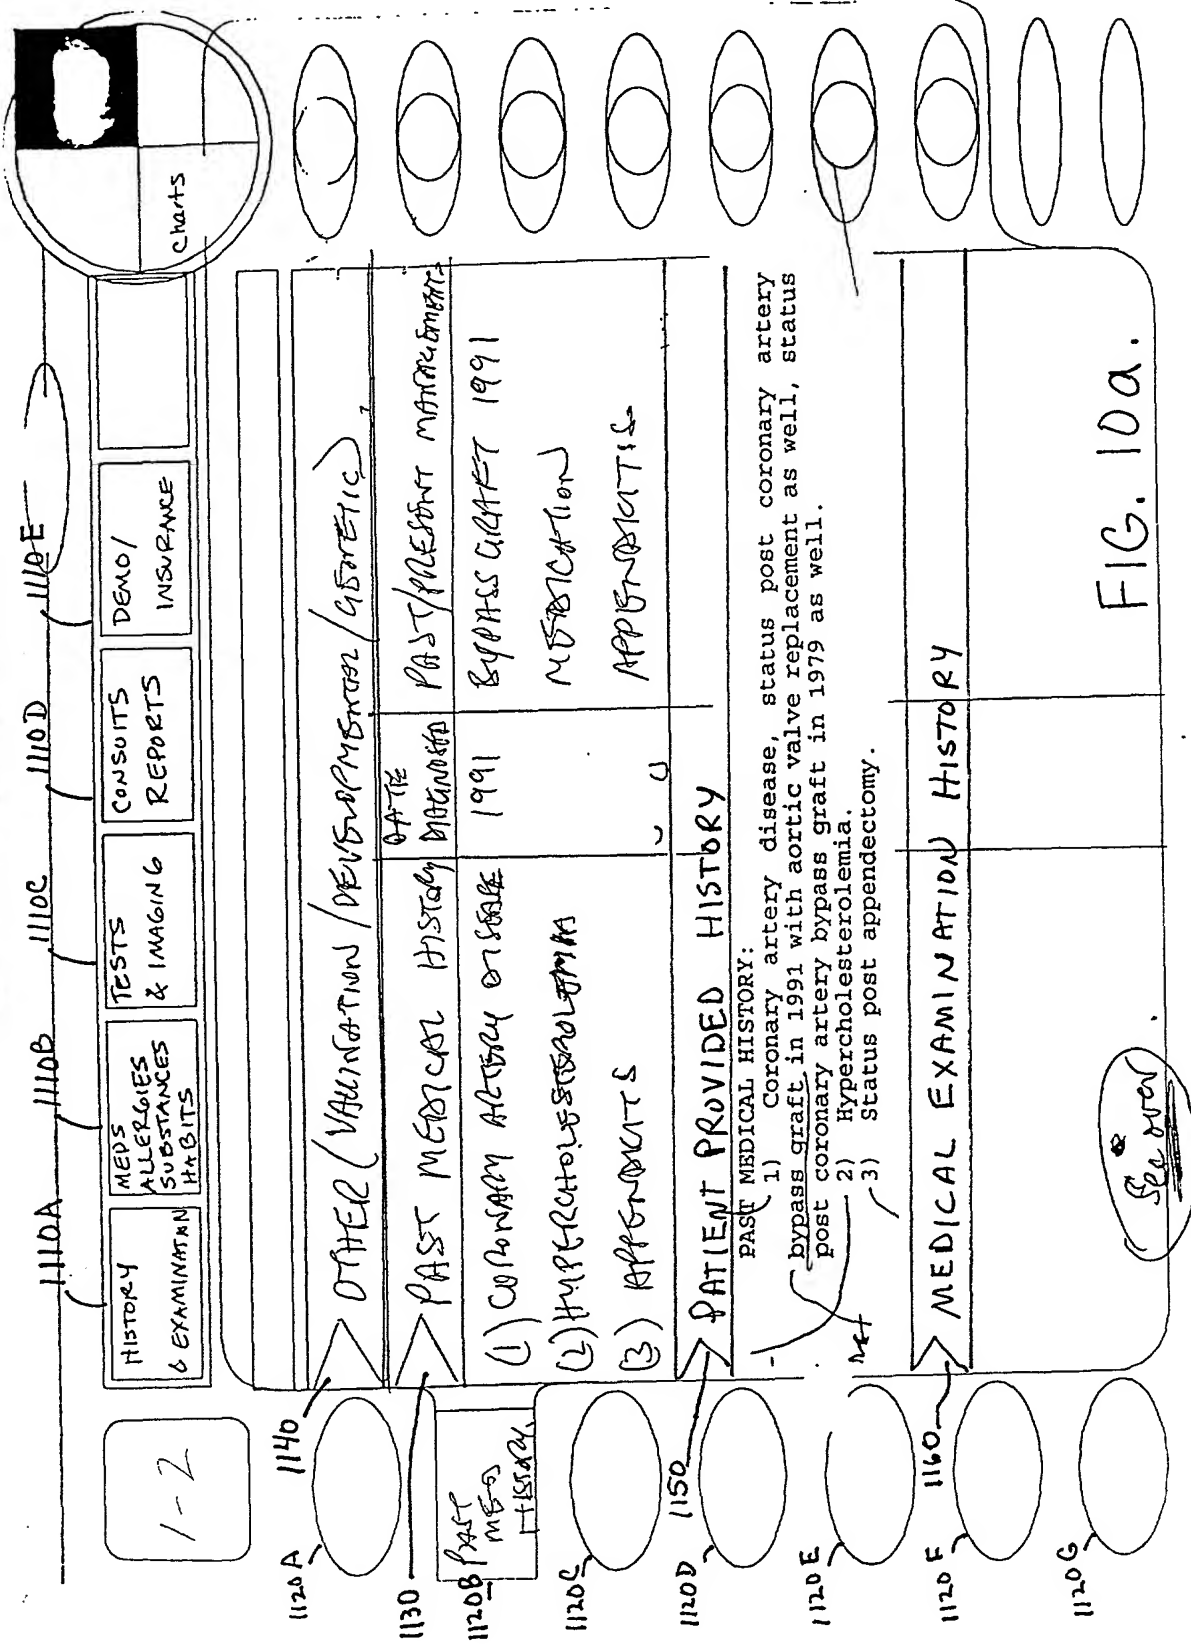 1110A 1110B 1110C 1110D 1110E
1-2
HISTORY
& EXAMINATION
MEDS
ALLERGIES
SUBSTANCES
HABITS
TESTS
& IMAGING
CONSULTS
REPORTS
DEMO/
INSURANCE
Charts
1140
1120A
OTHER (VACCINATION / DEVELOPMENTAL / GENETIC)
1130
PAST MEDICAL HISTORY
DATE
DIAGNOSED
PAST/PRESENT MANAGEMENT
1120B
PAST
MED
HISTORY
(1) CORONARY ARTERY DISEASE 1991 BYPASS GRAFT 1991
(2) HYPERCHOLESTEROLEMIA MEDICATION
1120C
(3) APPENDICITS APPENDICITIS
1150
PATIENT PROVIDED HISTORY
1120D
PAST MEDICAL HISTORY:
1) Coronary artery disease, status post coronary artery
bypass graft in 1991 with aortic valve replacement as well, status
post coronary artery bypass graft in 1979 as well.
2) Hypercholesterolemia.
3) Status post appendectomy.
1120E
1160
MEDICAL EXAMINATION HISTORY
1120F
1120G
See over
FIG. 10a.